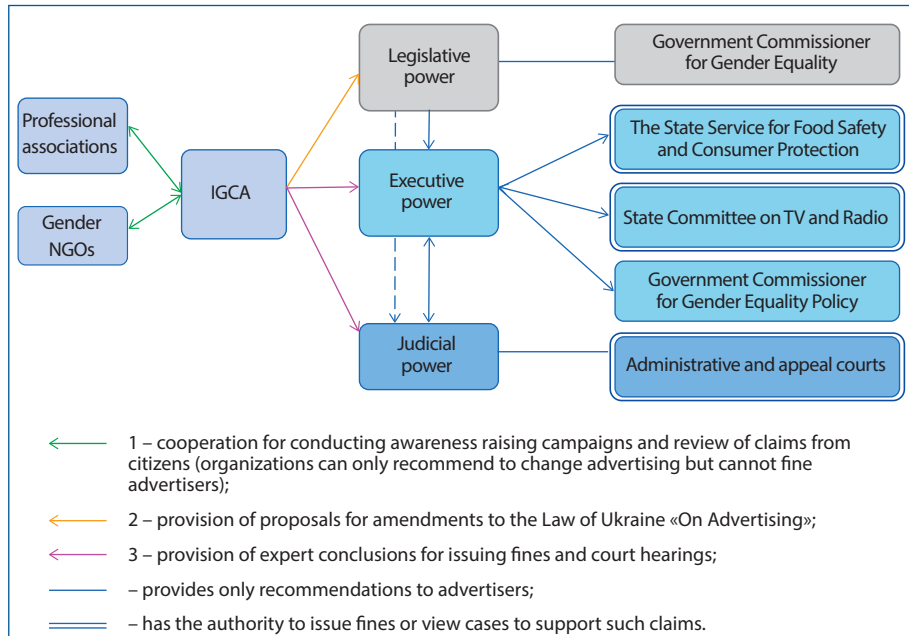 Legislative
power
Government Commissioner
for Gender Equality
Professional
associations
The State Service for Food Safety
and Consumer Protection
IGCA
Executive
power
Gender
NGOs
State Committee on TV and Radio
Government Commissioner
for Gender Equality Policy
Judicial
power
Administrative and appeal courts
1 – cooperation for conducting awareness raising campaigns and review of claims from
citizens (organizations can only recommend to change advertising but cannot fine
advertisers);
2 – provision of proposals for amendments to the Law of Ukraine «On Advertising»;
3 – provision of expert conclusions for issuing fines and court hearings;
– provides only recommendations to advertisers;
– has the authority to issue fines or view cases to support such claims.